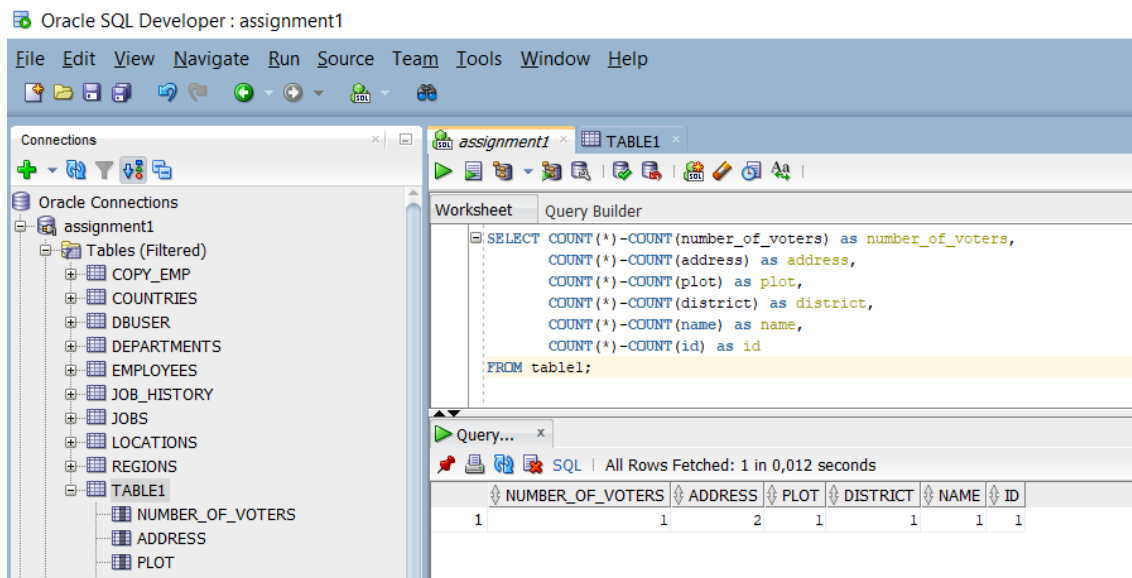 Oracle SQL Developer : assignment1
File Edit View Navigate Run Source Team Tools Window Help
Connections
Oracle Connections
assignment1
Tables (Filtered)
COPY_EMP
COUNTRIES
DBUSER
DEPARTMENTS
EMPLOYEES
JOB_HISTORY
JOBS
LOCATIONS
REGIONS
TABLE1
NUMBER_OF_VOTERS
ADDRESS
PLOT
assignment1 TABLE1
Worksheet Query Builder
SELECT COUNT(*)-COUNT(number_of_voters) as number_of_voters,
COUNT(*)-COUNT(address) as address,
COUNT(*)-COUNT(plot) as plot,
COUNT(*)-COUNT(district) as district,
COUNT(*)-COUNT(name) as name,
COUNT(*)-COUNT(id) as id
FROM table1;
Query... x
SQL | All Rows Fetched: 1 in 0,012 seconds
NUMBER_OF_VOTERS ADDRESS PLOT DISTRICT NAME ID
1 1 2 1 1 1 1